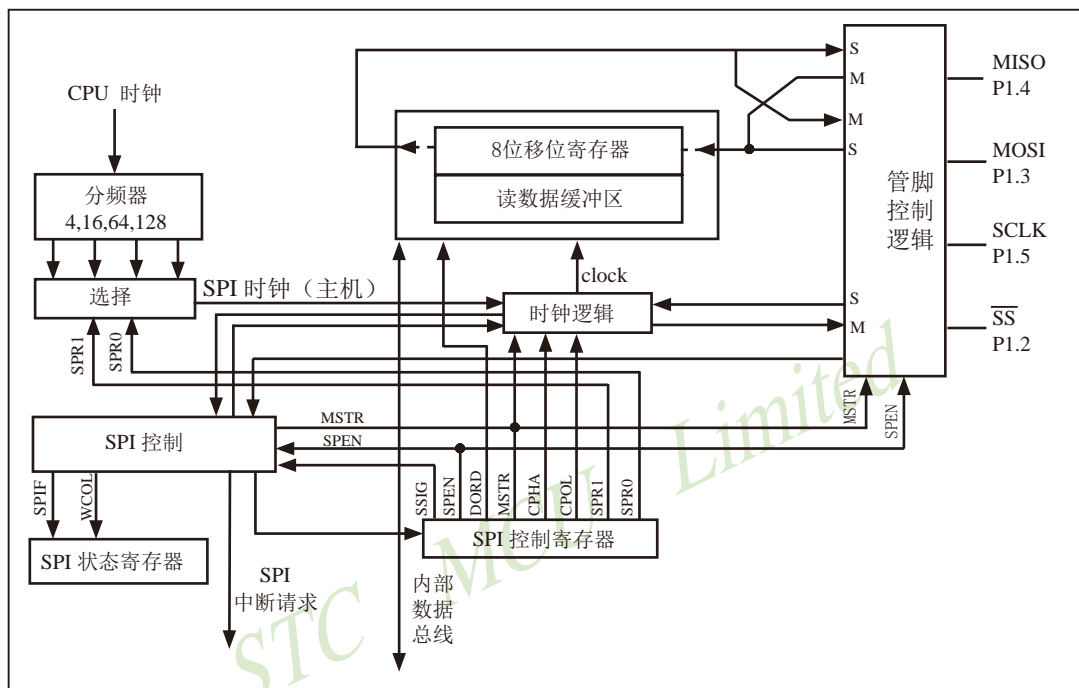 CPU 时钟
分频器
4,16,64,128
选择
SPI 时钟（主机）
SPR1
SPR0
8位移位寄存器
读数据缓冲区
clock
时钟逻辑
S
M
M
S
S
M
管脚
控制
逻辑
MISO
P1.4
MOSI
P1.3
SCLK
P1.5
SS
P1.2
MSTR
SPEN
SPI 控制
MSTR
SPEN
SPIF
WCOL
SPI 状态寄存器
SSIG
SPEN
DORD
MSTR
CPHA
CPOL
SPR1
SPR0
SPI 控制寄存器
SPI
中断请求
内部
数据
总线
STC MCU Limited